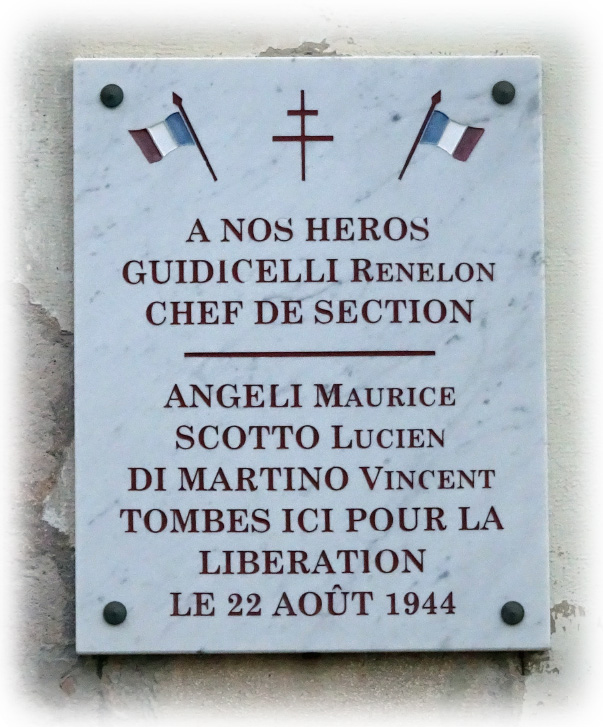 A NOS HEROS
GUIDICELLI RENELON
CHEF DE SECTION
ANGELI MAURICE
SCOTTO LUCIEN
DI MARTINO VINCENT
TOMBES ICI POUR LA
LIBERATION
LE 22 AOÛT 1944